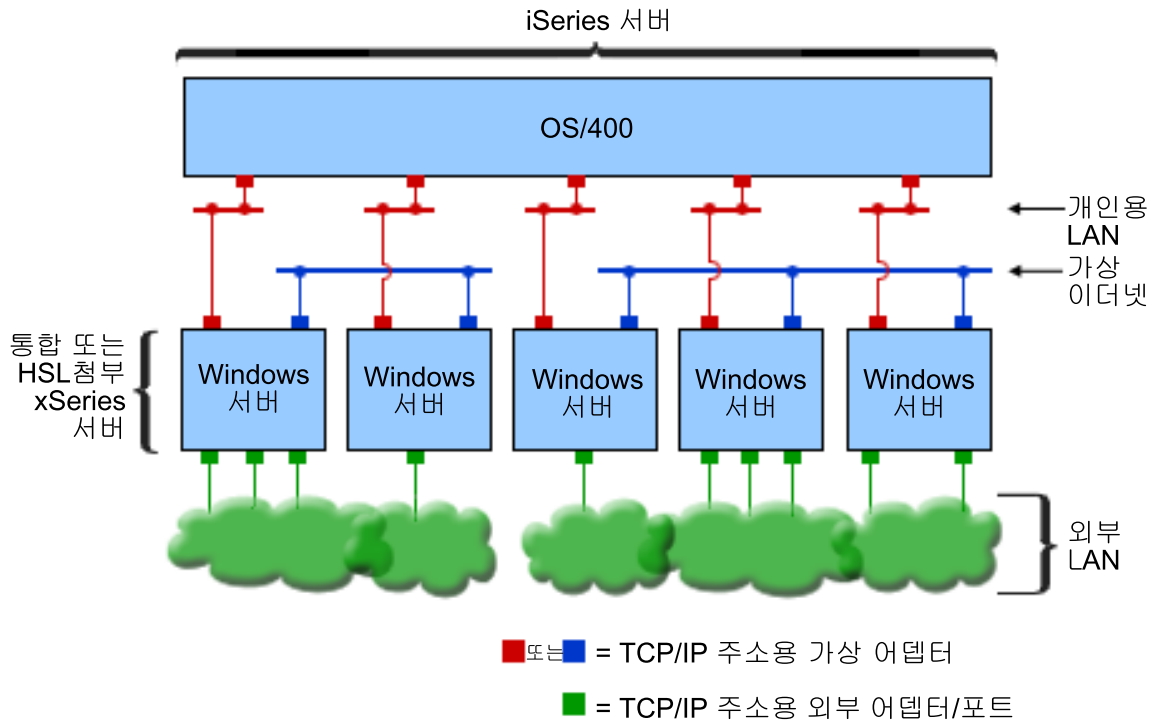 iSeries 서버
OS/400
개인용
LAN
가상
이더넷
통합 또는
HSL첨부
xSeries
서버
Windows
서버
Windows
서버
Windows
서버
Windows
서버
Windows
서버
외부
LAN
또는 = TCP/IP 주소용 가상 어뎁터
= TCP/IP 주소용 외부 어뎁터/포트